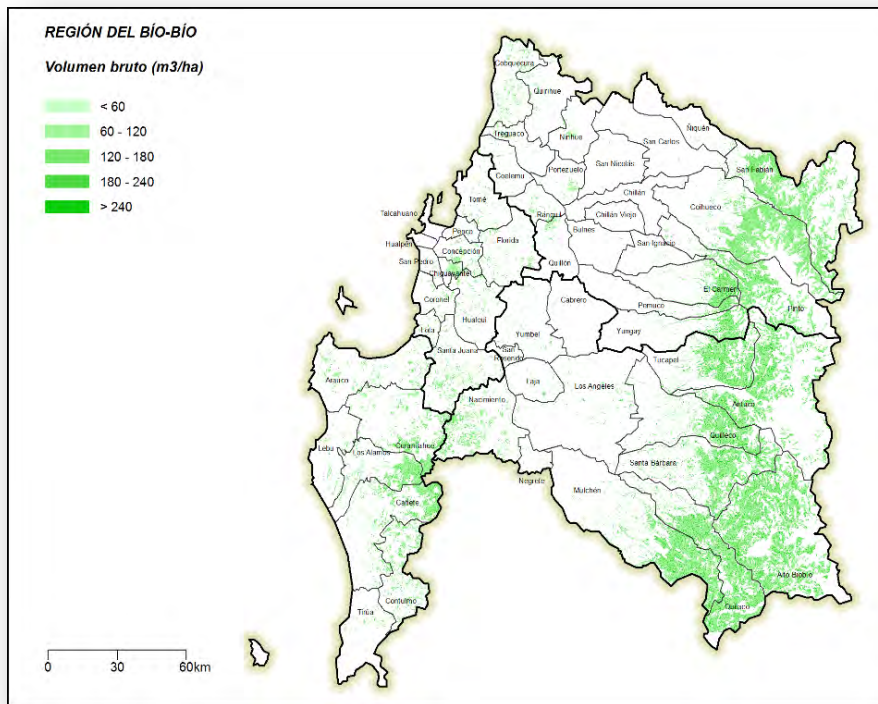 REGIÓN DEL BÍO-BÍO
Volumen bruto (m3/ha)
< 60
60 - 120
120 - 180
180 - 240
> 240
Cobquecura
Quirihue
Ñiquén
Treguaco
Ninhue
San Carlos
San Fabián
Portezuelo
San Nicolás
Coelemu
Chillán
Coihueco
Tomé
Talcahuano
Ránquil
Chillán Viejo
Penco
Bulnes
Hualpén
Florida
San Ignacio
Concepción
San Pedro
Quillón
Chiguayante
El Carmen
Coronel
Pemuco
Pinto
Cabrero
Hualqui
Lota
Yumbel
Yungay
Santa Juana
San
Rosendo
Tucapel
Arauco
Laja
Los Angeles
Nacimiento
Antuco
Quilleco
Lebu
Los Alamos
Curanilahue
Santa Bárbara
Negrete
Mulchén
Cañete
Alto Biobío
Contulmo
Quilaco
Tirúa
0
30
60km